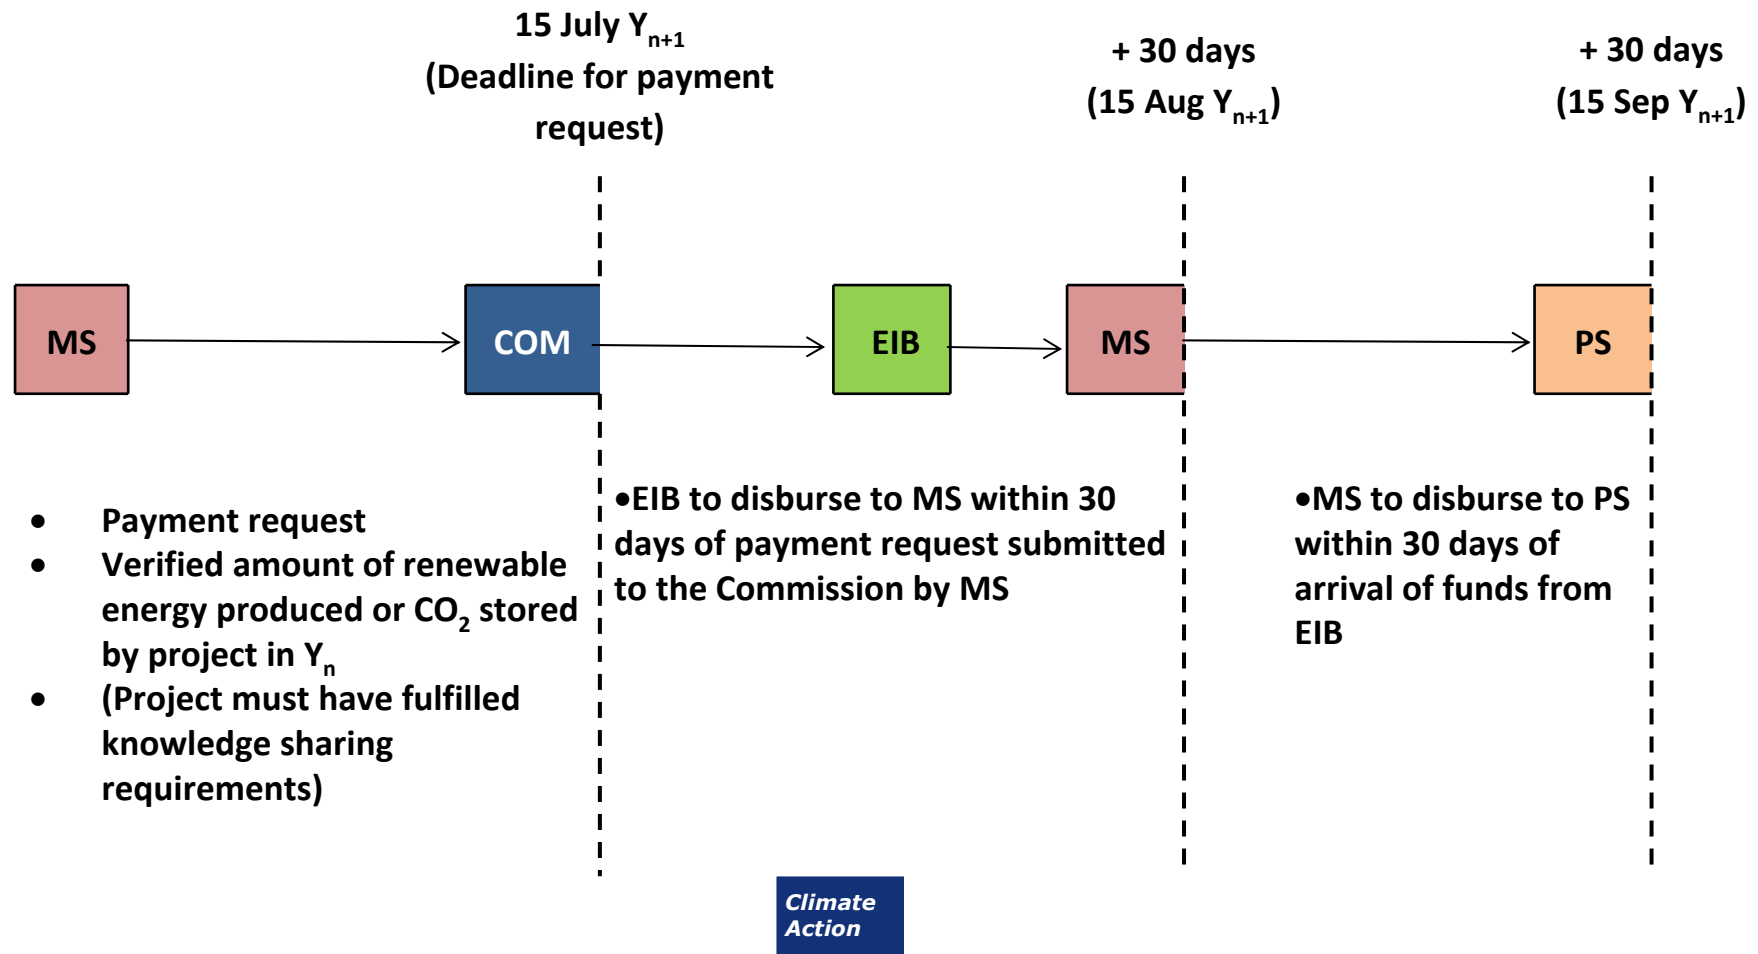 15 July Yn+1
(Deadline for payment
request)
+ 30 days
(15 Aug Yn+1)
+ 30 days
(15 Sep Yn+1)
MS
COM
EIB
MS
PS
• Payment request
• Verified amount of renewable
energy produced or CO2 stored
by project in Yn
• (Project must have fulfilled
knowledge sharing
requirements)
•EIB to disburse to MS within 30
days of payment request submitted
to the Commission by MS
•MS to disburse to PS
within 30 days of
arrival of funds from
EIB
Climate
Action